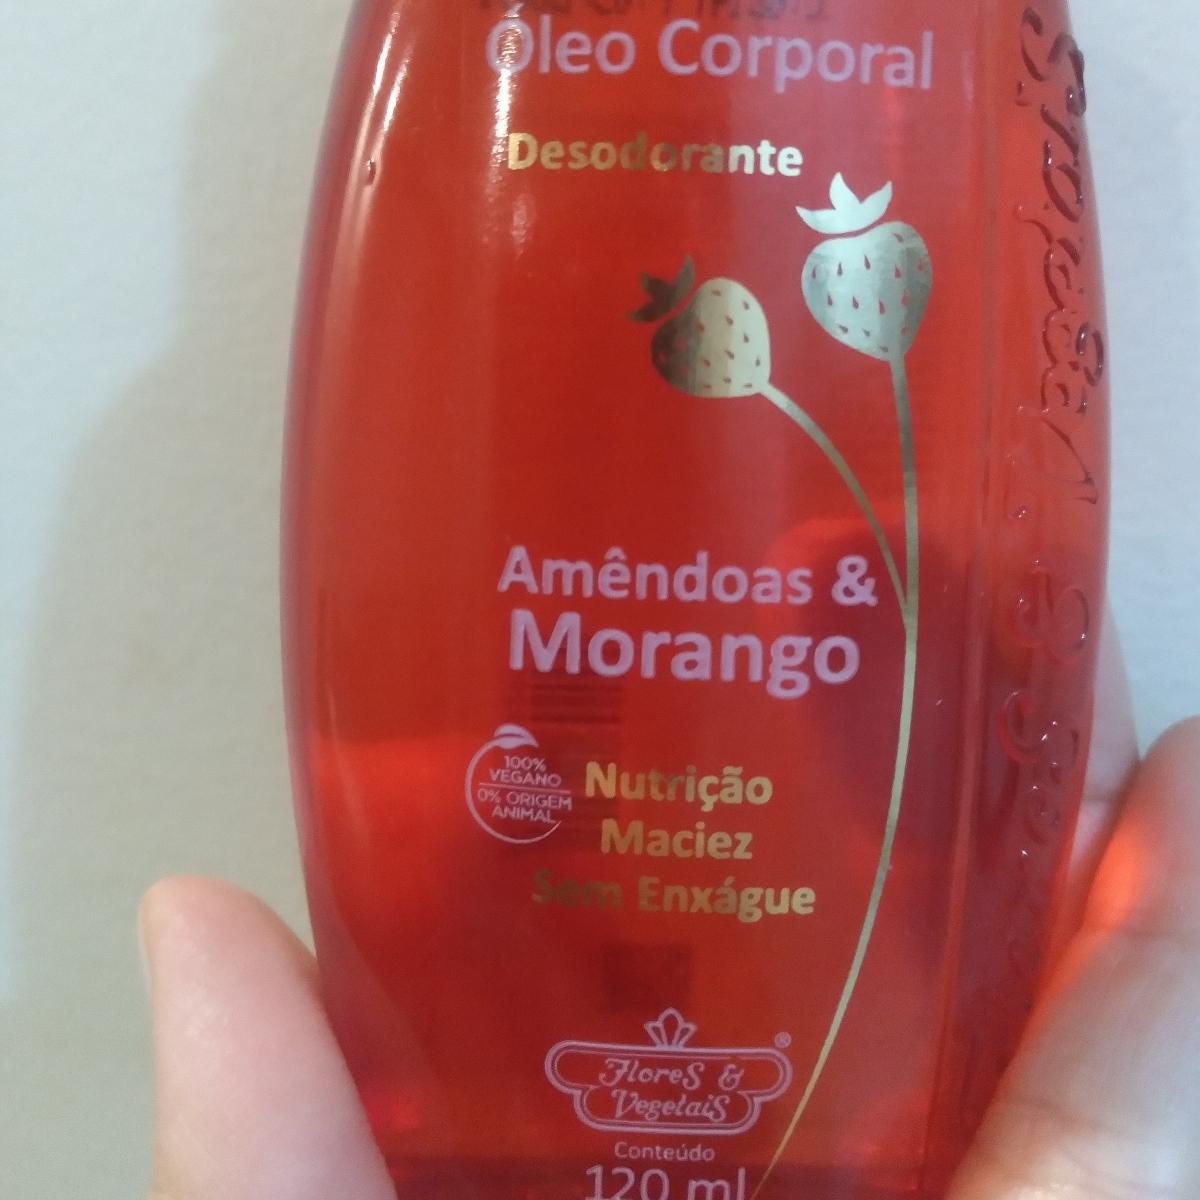 Óleo Corporal
Desodorante
Amêndoas &
Morango
100%
VEGANO
0% ORIGEM
ANIMAL
Nutrição
Maciez
Sem Enxágue
®
Flores &
Vegetais
Conteúdo
120 ml